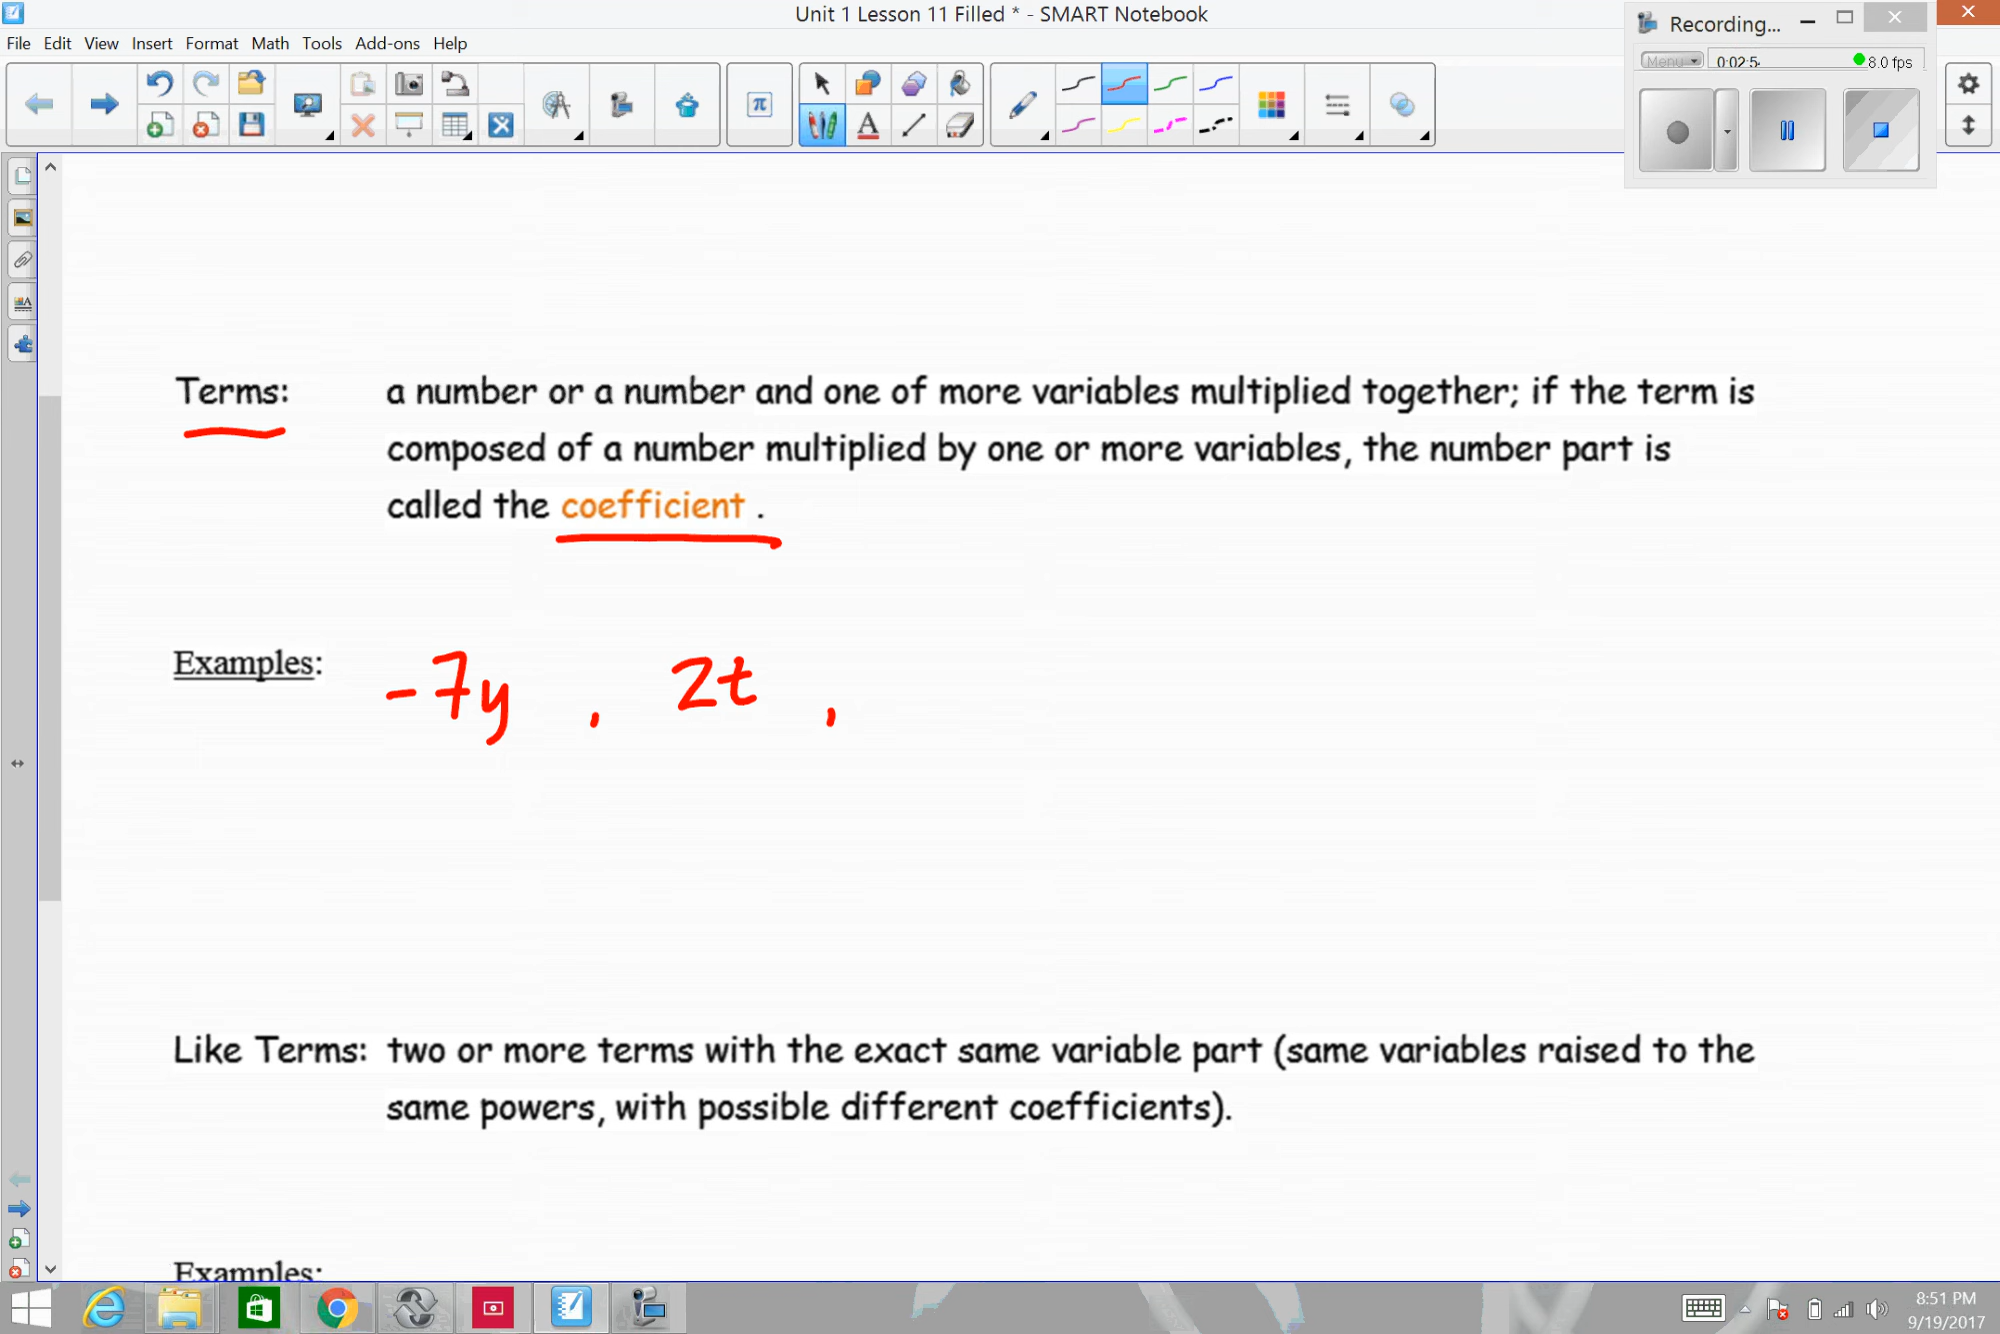 Unit 1 Lesson 11 Filled * - SMART Notebook
Recording...
File Edit View Insert Format Math Tools Add-ons Help
Menu 0:02:5 8.0 fps
π
A
Terms: a number or a number and one of more variables multiplied together; if the term is
composed of a number multiplied by one or more variables, the number part is
called the coefficient .
Examples: -7y , 2t ,
Like Terms: two or more terms with the exact same variable part (same variables raised to the
same powers, with possible different coefficients).
Examples:
8:51 PM
9/19/2017